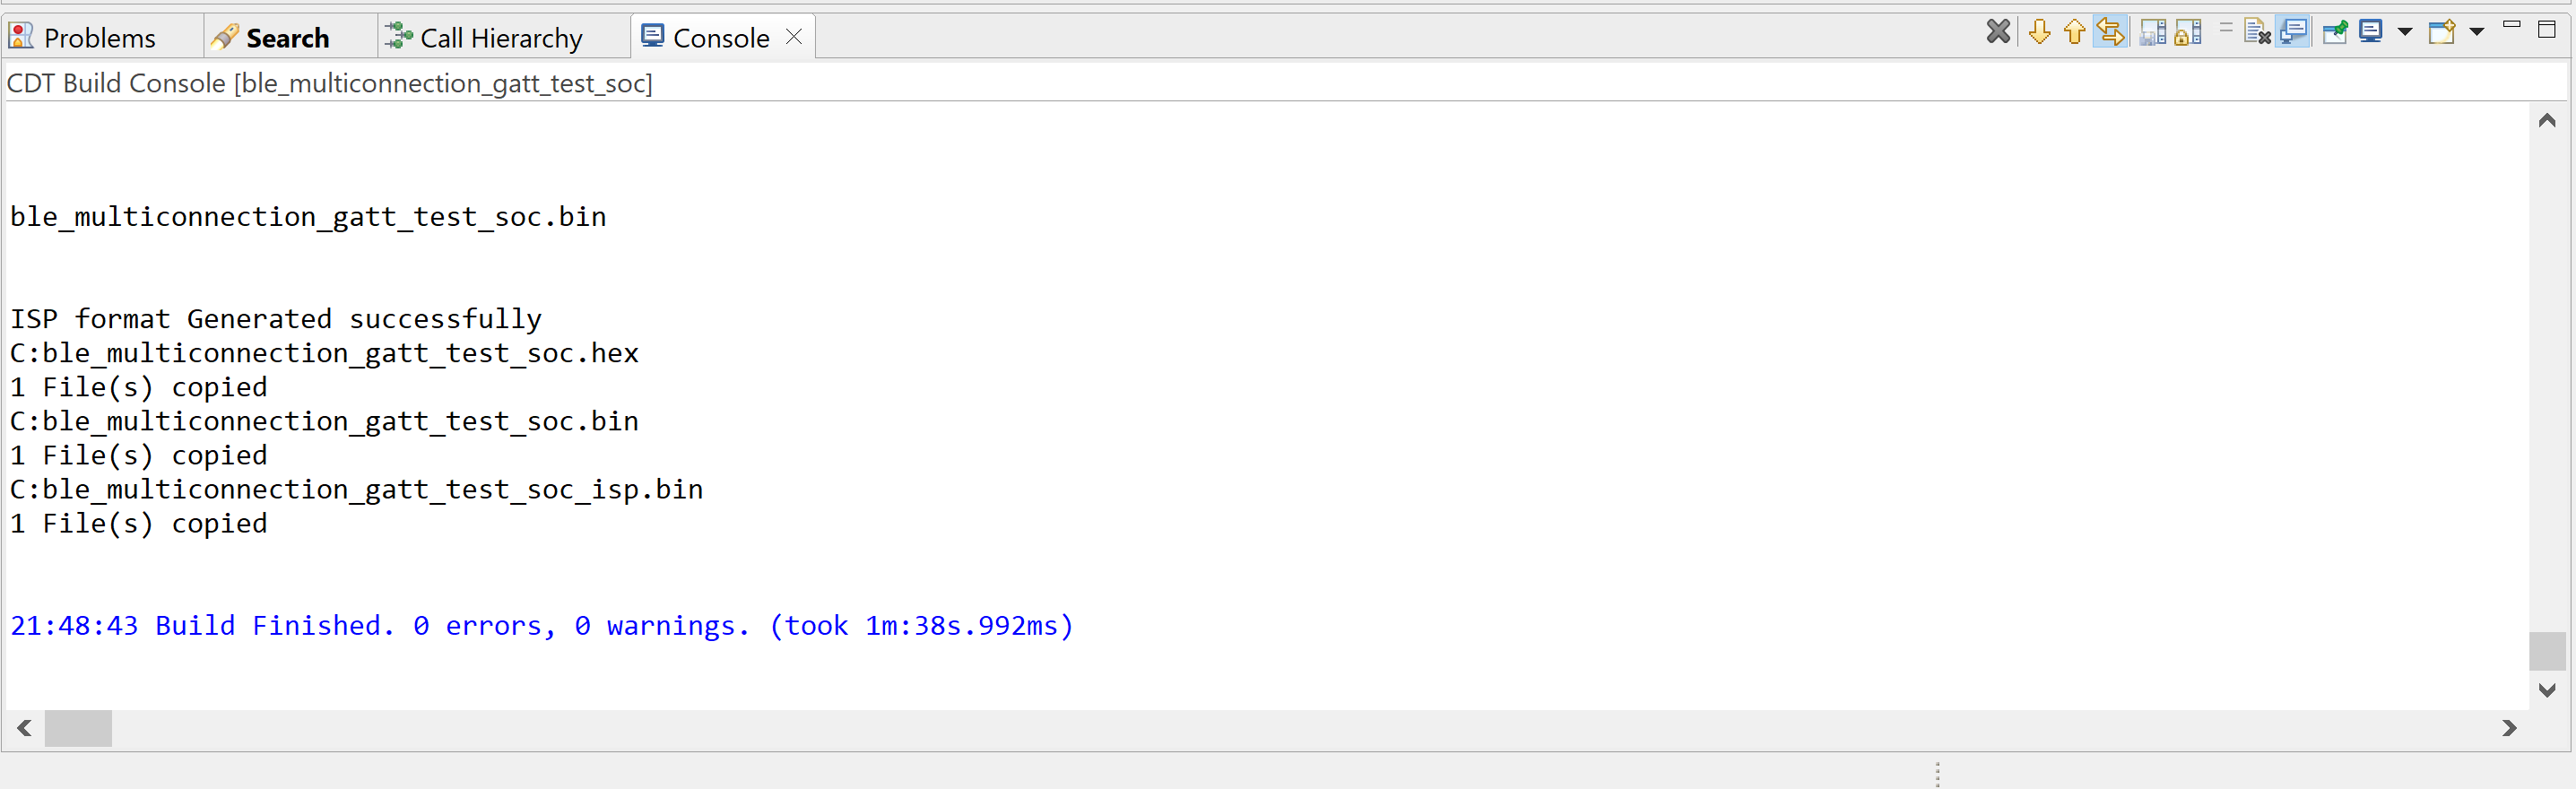 Problems Search Call Hierarchy Console
CDT Build Console [ble_multiconnection_gatt_test_soc]
ble_multiconnection_gatt_test_soc.bin
ISP format Generated successfully
C:ble_multiconnection_gatt_test_soc.hex
1 File(s) copied
C:ble_multiconnection_gatt_test_soc.bin
1 File(s) copied
C:ble_multiconnection_gatt_test_soc_isp.bin
1 File(s) copied
21:48:43 Build Finished. 0 errors, 0 warnings. (took 1m:38s.992ms)